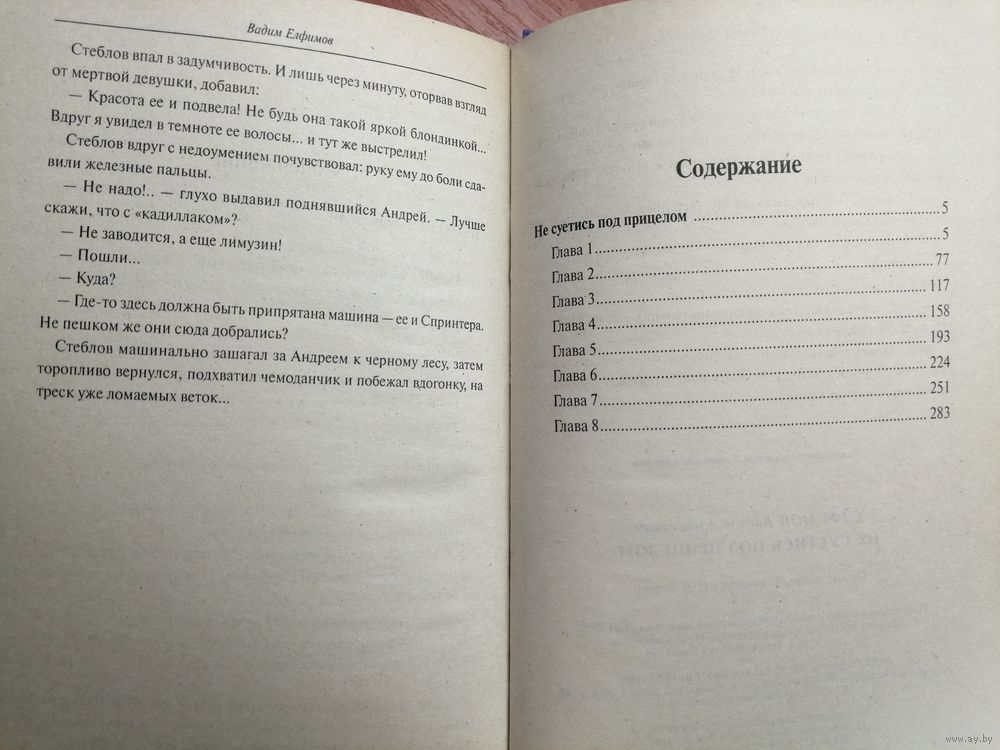 Вадим Елфимов
Стеблов впал в задумчивость. И лишь через минуту, оторвав взгляд
от мертвой девушки, добавил:
— Красота ее и подвела! Не будь она такой яркой блондинкой...
Вдруг я увидел в темноте ее волосы... и тут же выстрелил!
Стеблов вдруг с недоумением почувствовал: руку ему до боли сда-
вили железные пальцы.
— Не надо!.. — глухо выдавил поднявшийся Андрей. — Лучше
скажи, что с «кадиллаком»?
— Не заводится, а еще лимузин!
— Пошли...
— Куда?
— Где-то здесь должна быть припрятана машина — ее и Спринтера.
Не пешком же они сюда добрались?
Стеблов машинально зашагал за Андреем к черному лесу, затем
торопливо вернулся, подхватил чемоданчик и побежал вдогонку, на
треск уже ломаемых веток...
Содержание
Не суетись под прицелом ... 5
Глава 1 ... 5
Глава 2 ... 77
Глава 3 ... 117
Глава 4 ... 158
Глава 5 ... 193
Глава 6 ... 224
Глава 7 ... 251
Глава 8 ... 283
www.ay.by